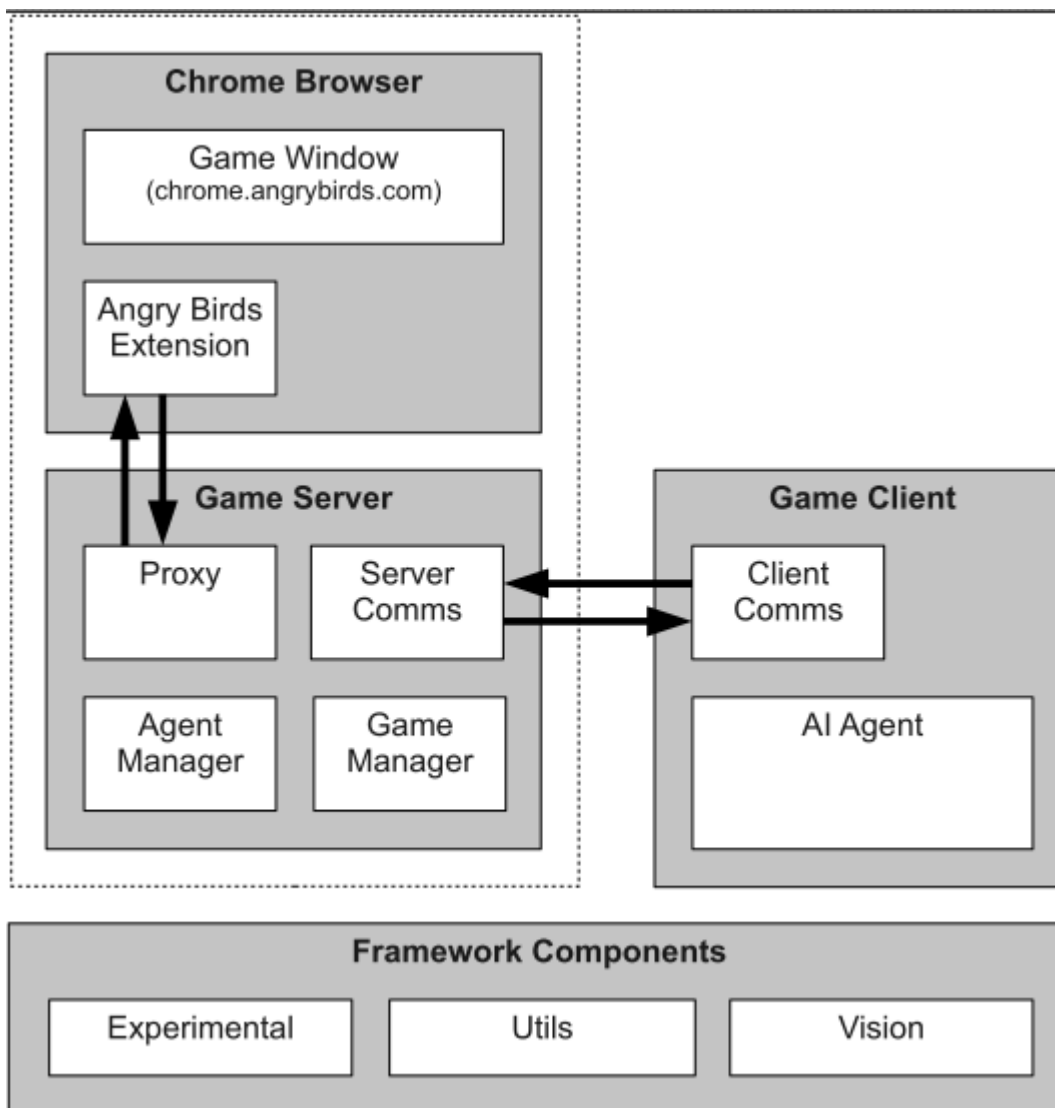 Chrome Browser
Game Window
(chrome.angrybirds.com)
Angry Birds
Extension
Game Server
Proxy
Server
Comms
Agent
Manager
Game
Manager
Game Client
Client
Comms
AI Agent
Framework Components
Experimental
Utils
Vision